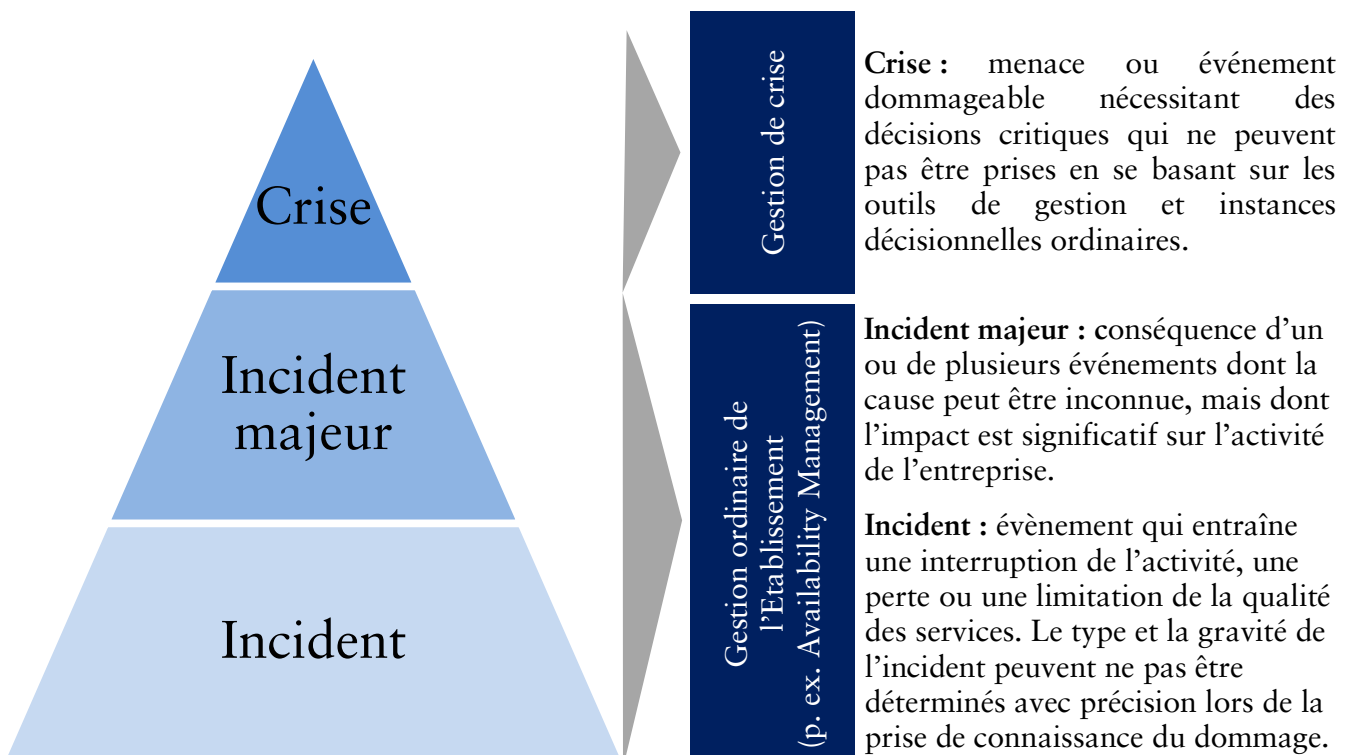 Crise
Incident
majeur
Incident
Gestion de crise
Gestion ordinaire de
l’Etablissement
(p. ex. Availability Management)
Crise : menace ou événement
dommageable nécessitant des
décisions critiques qui ne peuvent
pas être prises en se basant sur les
outils de gestion et instances
décisionnelles ordinaires.
Incident majeur : conséquence d’un
ou de plusieurs événements dont la
cause peut être inconnue, mais dont
l’impact est significatif sur l’activité
de l’entreprise.
Incident : évènement qui entraîne
une interruption de l’activité, une
perte ou une limitation de la qualité
des services. Le type et la gravité de
l’incident peuvent ne pas être
déterminés avec précision lors de la
prise de connaissance du dommage.